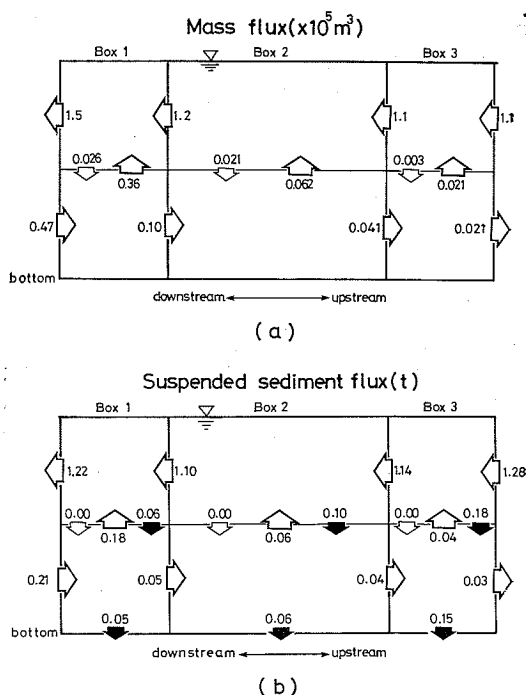 Mass flux(x10⁵m³)
Box 1 Box 2 Box 3
1.5 1.2 1.1 1.1
0.026 0.021 0.003
0.36 0.062 0.021
0.47 0.10 0.041 0.021
bottom
downstream upstream
(a)
Suspended sediment flux(t)
Box 1 Box 2 Box 3
1.22 1.10 1.14 1.28
0.00 0.06 0.00 0.10 0.00 0.18
0.18 0.06 0.04
0.21 0.05 0.04 0.03
0.05 0.06 0.15
bottom
downstream upstream
(b)